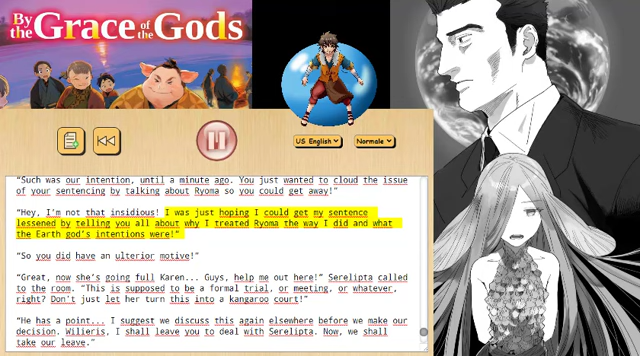 By the Grace of the Gods
US English
Normale
“Such was our intention, until a minute ago. You just wanted to cloud the issue
of your sentencing by talking about Ryoma so you could get away!”
“Hey, I’m not that insidious! I was just hoping I could get my sentence
lessened by telling you all about why I treated Ryoma the way I did and what
the Earth god’s intentions were!”
“So you did have an ulterior motive!”
“Great, now she’s going full Karen... Guys, help me out here!” Serelipta called
to the room. “This is supposed to be a formal trial, or meeting, or whatever,
right? Don’t just let her turn this into a kangaroo court!”
“He has a point... I suggest we discuss this again elsewhere before we make our
decision. Wilieris, I shall leave you to deal with Serelipta. Now, we shall
take our leave.”